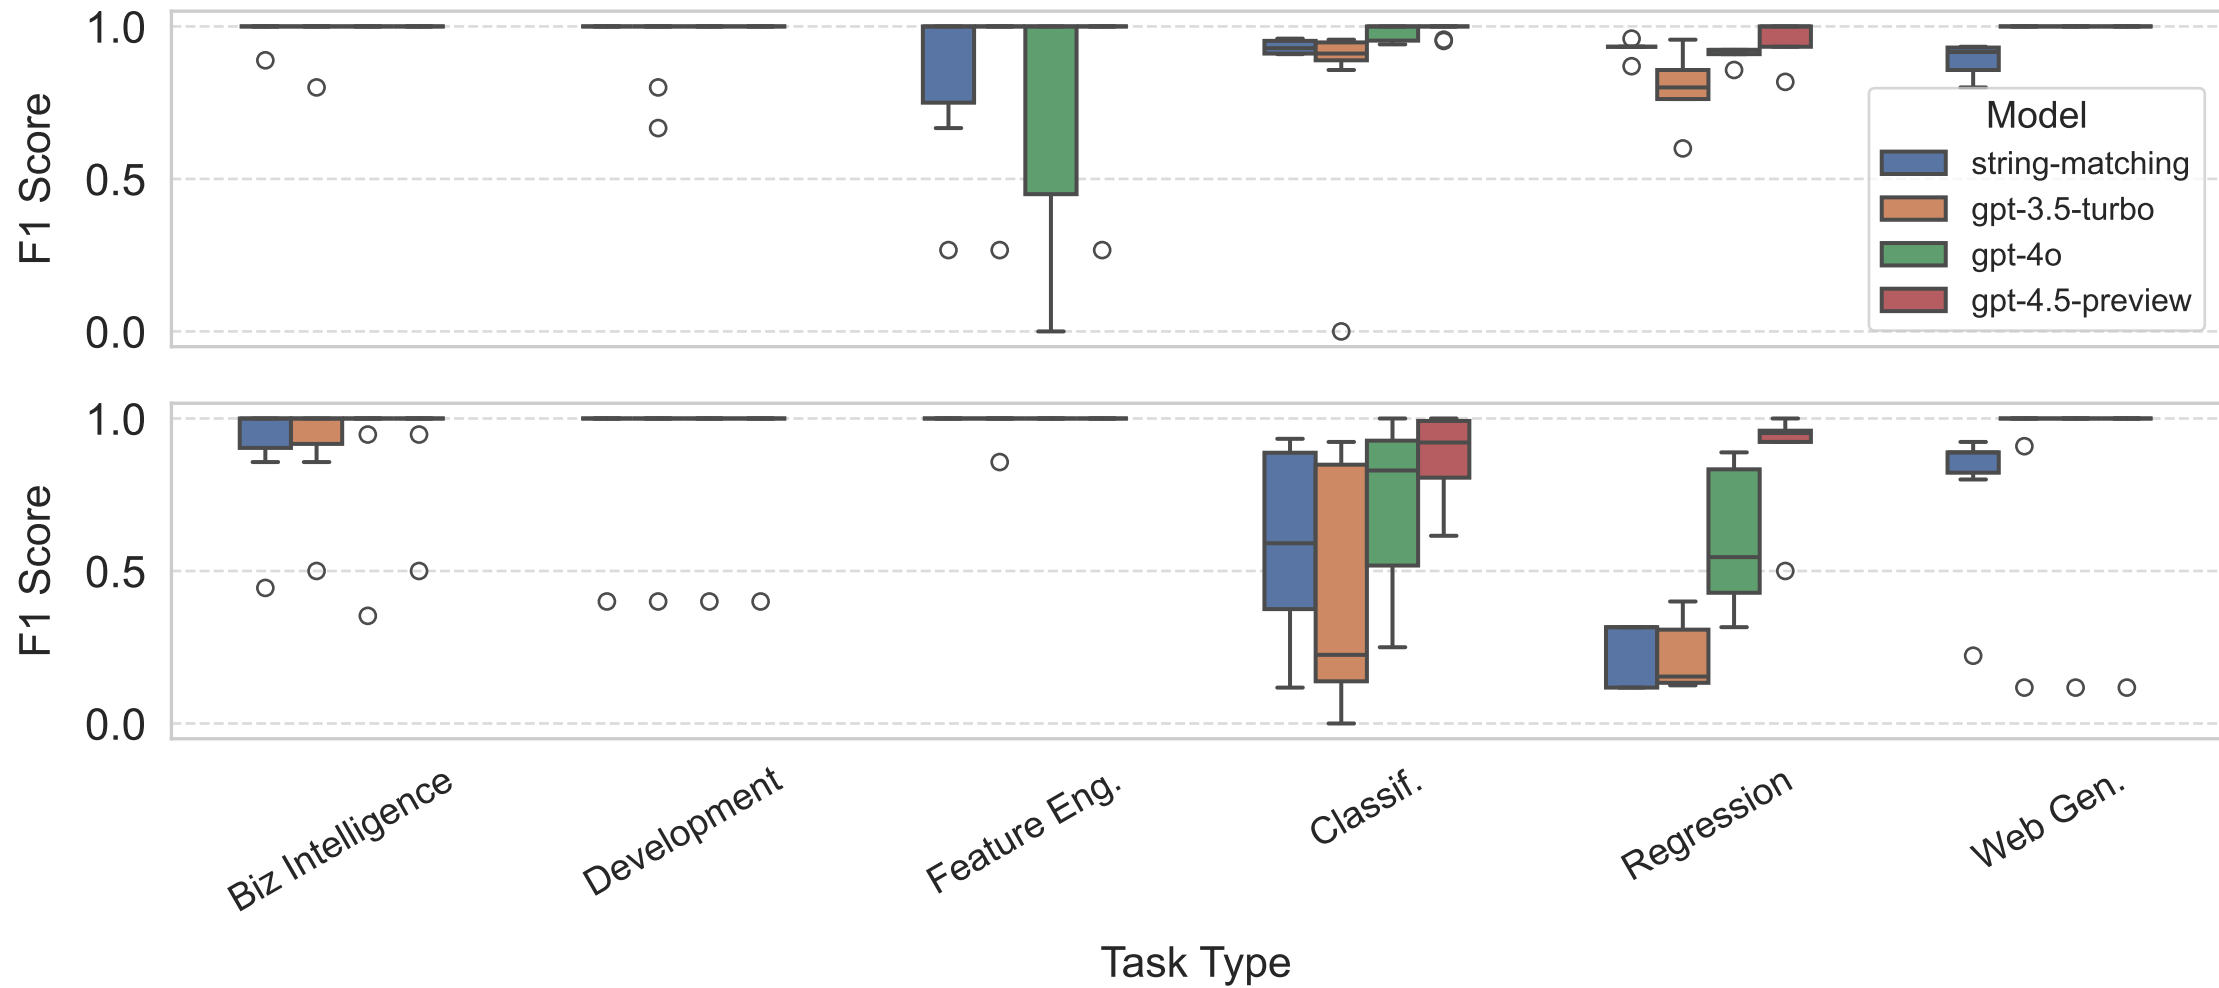 F1 Score
1.0
0.5
0.0
Model
string-matching
gpt-3.5-turbo
gpt-4o
gpt-4.5-preview
F1 Score
1.0
0.5
0.0
Biz Intelligence
Development
Feature Eng.
Classif.
Regression
Web Gen.
Task Type